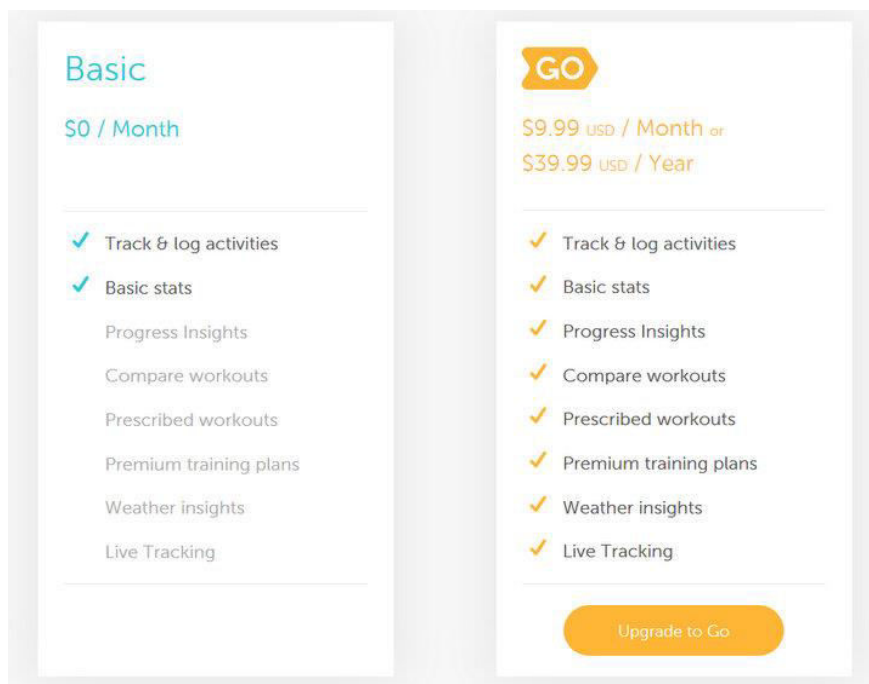 Basic
$0 / Month
Track & log activities
Basic stats
Progress Insights
Compare workouts
Prescribed workouts
Premium training plans
Weather insights
Live Tracking
GO
$9.99 USD / Month or
$39.99 USD / Year
Track & log activities
Basic stats
Progress Insights
Compare workouts
Prescribed workouts
Premium training plans
Weather insights
Live Tracking
Upgrade to Go